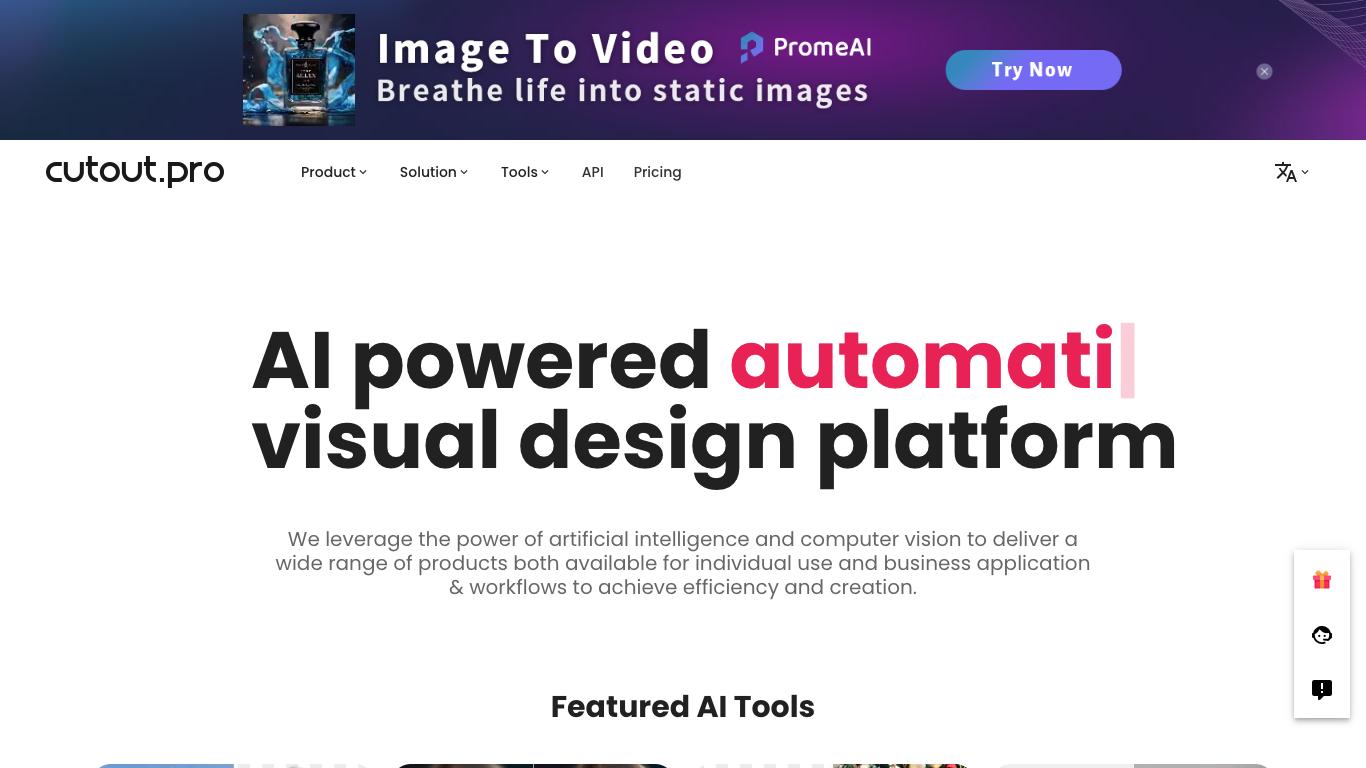 Image To Video
PromeAI
Breathe life into static images
Try Now
cutout.pro
Product
Solution
Tools
API
Pricing
AI powered automati
visual design platform
We leverage the power of artificial intelligence and computer vision to deliver a
wide range of products both available for individual use and business application
& workflows to achieve efficiency and creation.
Featured AI Tools